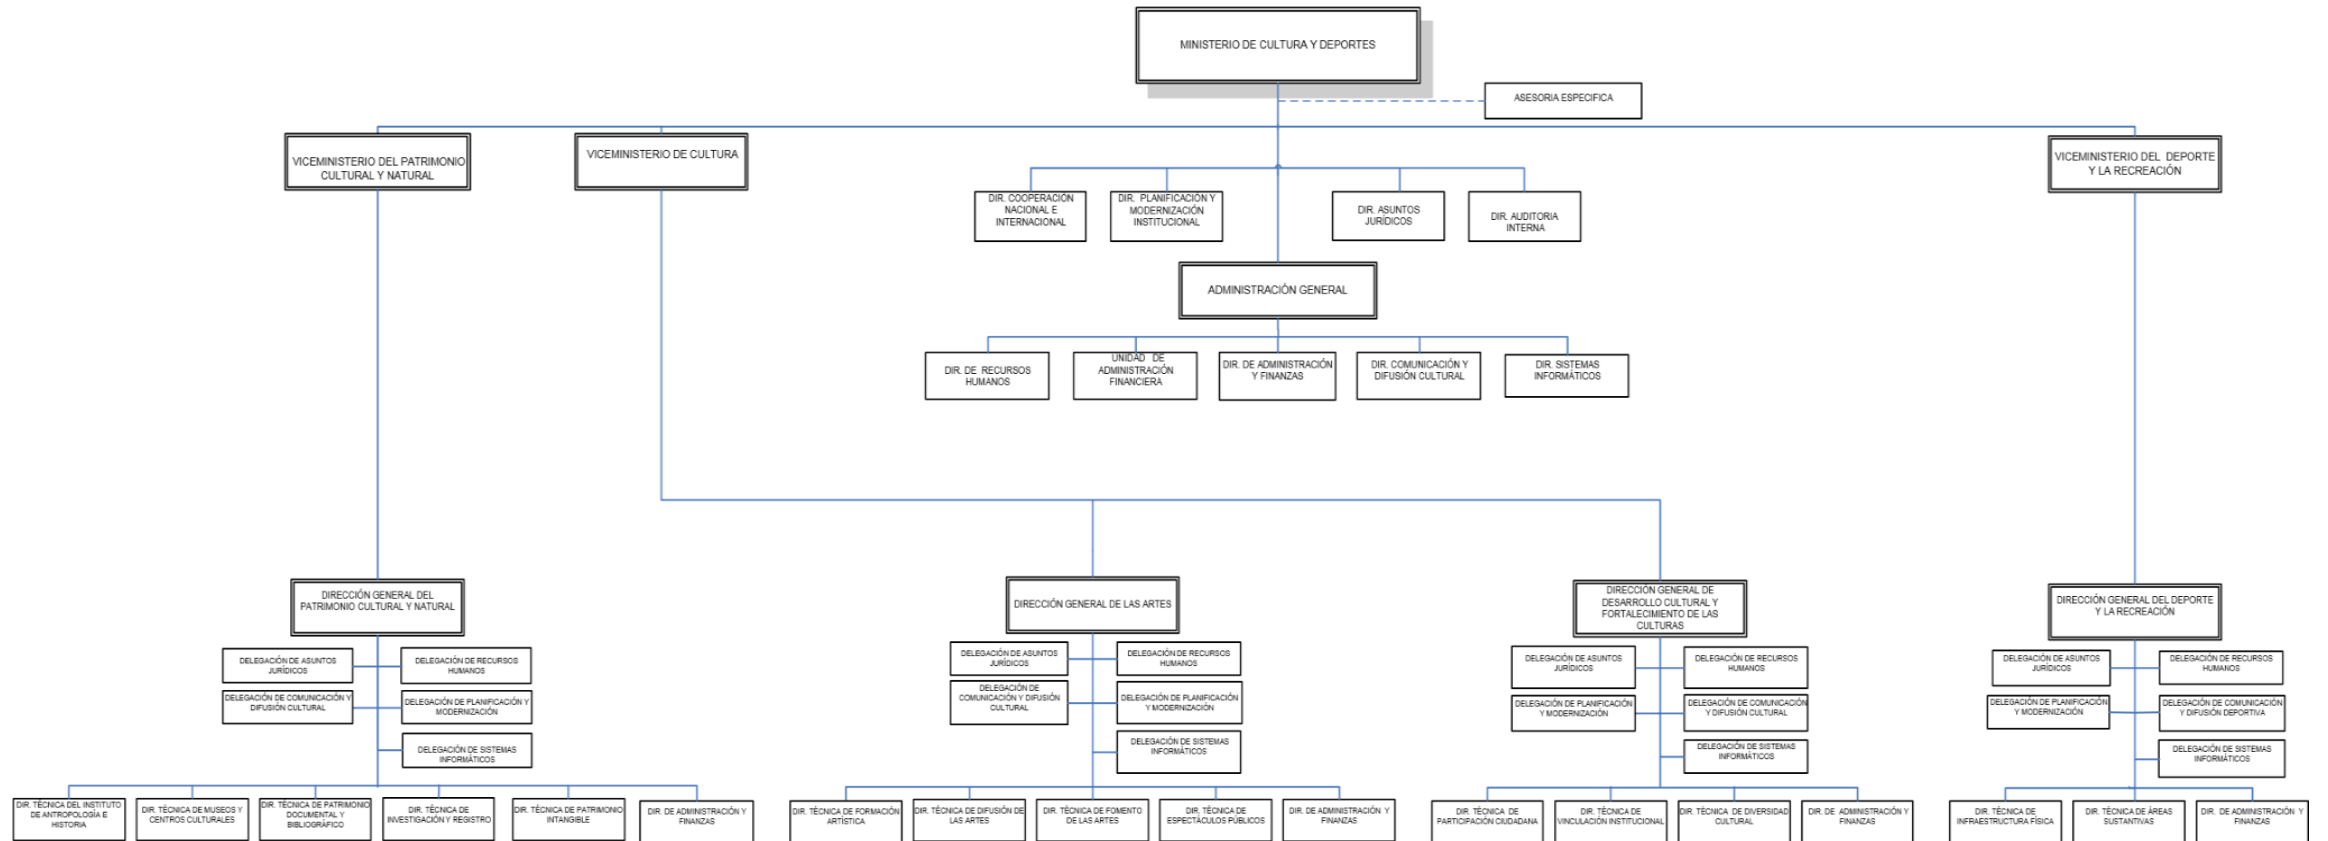 MINISTERIO DE CULTURA Y DEPORTES
ASESORIA ESPECIFICA
VICEMINISTERIO DEL PATRIMONIO
CULTURAL Y NATURAL
VICEMINISTERIO DE CULTURA
VICEMINISTERIO DEL DEPORTE
Y LA RECREACIÓN
DIR. COOPERACIÓN
NACIONAL E
INTERNACIONAL
DIR. PLANIFICACIÓN Y
MODERNIZACIÓN
INSTITUCIONAL
DIR. ASUNTOS
JURÍDICOS
DIR. AUDITORIA
INTERNA
ADMINISTRACIÓN GENERAL
DIR. DE RECURSOS
HUMANOS
UNIDAD DE
ADMINISTRACIÓN
FINANCIERA
DIR. DE ADMINISTRACIÓN
Y FINANZAS
DIR. COMUNICACIÓN Y
DIFUSIÓN CULTURAL
DIR. SISTEMAS
INFORMÁTICOS
DIRECCIÓN GENERAL DEL
PATRIMONIO CULTURAL Y NATURAL
DELEGACIÓN DE ASUNTOS
JURÍDICOS
DELEGACIÓN DE RECURSOS
HUMANOS
DELEGACIÓN DE COMUNICACIÓN Y
DIFUSIÓN CULTURAL
DELEGACIÓN DE PLANIFICACIÓN Y
MODERNIZACIÓN
DELEGACIÓN DE SISTEMAS
INFORMÁTICOS
DIR. TÉCNICA DEL INSTITUTO
DE ANTROPOLOGÍA E
HISTORIA
DIR. TÉCNICA DE MUSEOS Y
CENTROS CULTURALES
DIR. TÉCNICA DE PATRIMONIO
DOCUMENTAL Y
BIBLIOGRÁFICO
DIR. TÉCNICA DE
INVESTIGACIÓN Y REGISTRO
DIR. TÉCNICA DE PATRIMONIO
INTANGIBLE
DIR. DE ADMINISTRACIÓN Y
FINANZAS
DIRECCIÓN GENERAL DE LAS ARTES
DELEGACIÓN DE ASUNTOS
JURÍDICOS
DELEGACIÓN DE RECURSOS
HUMANOS
DELEGACIÓN DE
COMUNICACIÓN Y DIFUSIÓN
CULTURAL
DELEGACIÓN DE PLANIFICACIÓN
Y MODERNIZACIÓN
DELEGACIÓN DE SISTEMAS
INFORMÁTICOS
DIR. TÉCNICA DE FORMACIÓN
ARTÍSTICA
DIR. TÉCNICA DE DIFUSIÓN DE
LAS ARTES
DIR. TÉCNICA DE FOMENTO
DE LAS ARTES
DIR. TÉCNICA DE
ESPECTÁCULOS PÚBLICOS
DIR. DE ADMINISTRACIÓN Y
FINANZAS
DIRECCIÓN GENERAL DE
DESARROLLO CULTURAL Y
FORTALECIMIENTO DE LAS
CULTURAS
DELEGACIÓN DE ASUNTOS
JURÍDICOS
DELEGACIÓN DE RECURSOS
HUMANOS
DELEGACIÓN DE PLANIFICACIÓN
Y MODERNIZACIÓN
DELEGACIÓN DE COMUNICACIÓN
Y DIFUSIÓN CULTURAL
DELEGACIÓN DE SISTEMAS
INFORMÁTICOS
DIR. TÉCNICA DE
PARTICIPACIÓN CIUDADANA
DIR. TÉCNICA DE
VINCULACIÓN INSTITUCIONAL
DIR. TÉCNICA DE DIVERSIDAD
CULTURAL
DIR. DE ADMINISTRACIÓN Y
FINANZAS
DIRECCIÓN GENERAL DEL DEPORTE
Y LA RECREACIÓN
DELEGACIÓN DE ASUNTOS
JURÍDICOS
DELEGACIÓN DE RECURSOS
HUMANOS
DELEGACIÓN DE PLANIFICACIÓN
Y MODERNIZACIÓN
DELEGACIÓN DE COMUNICACIÓN
Y DIFUSIÓN DEPORTIVA
DELEGACIÓN DE SISTEMAS
INFORMÁTICOS
DIR. TÉCNICA DE
INFRAESTRUCTURA FÍSICA
DIR. TÉCNICA DE ÁREAS
SUSTANTIVAS
DIR. DE ADMINISTRACIÓN Y
FINANZAS